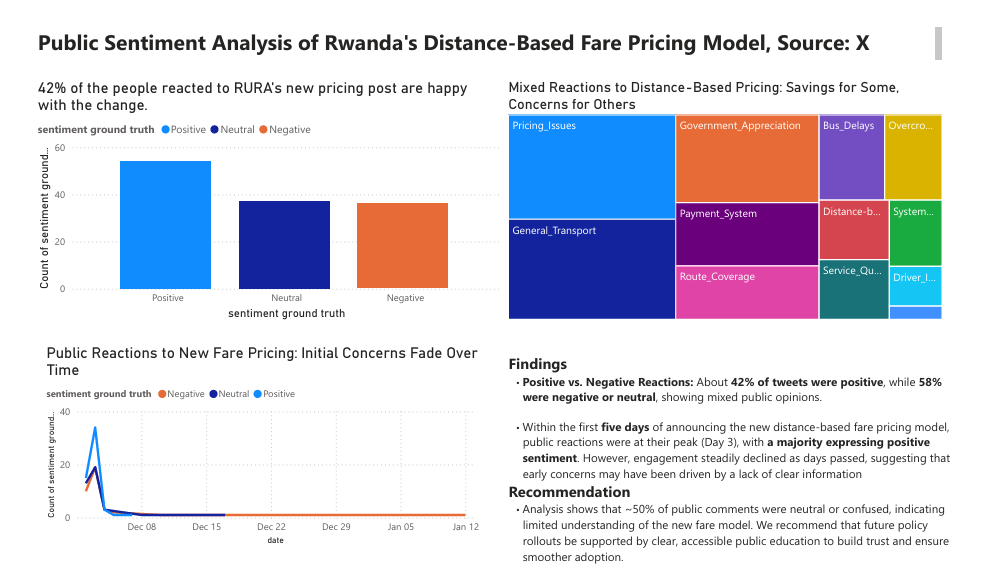 Public Sentiment Analysis of Rwanda's Distance-Based Fare Pricing Model, Source: X
42% of the people reacted to RURA's new pricing post are happy
with the change.
sentiment ground truth Positive Neutral Negative
Count of sentiment ground...
60
40
20
0
Positive Neutral Negative
sentiment ground truth
Mixed Reactions to Distance-Based Pricing: Savings for Some,
Concerns for Others
Pricing_Issues
Government_Appreciation
Bus_Delays
Overcro...
General_Transport
Payment_System
Distance-b...
System...
Route_Coverage
Service_Qu...
Driver_I...
Public Reactions to New Fare Pricing: Initial Concerns Fade Over
Time
sentiment ground truth Negative Neutral Positive
Count of sentiment ground...
40
20
0
Dec 08 Dec 15 Dec 22 Dec 29 Jan 05 Jan 12
date
Findings
• Positive vs. Negative Reactions: About 42% of tweets were positive, while 58%
were negative or neutral, showing mixed public opinions.
• Within the first five days of announcing the new distance-based fare pricing model,
public reactions were at their peak (Day 3), with a majority expressing positive
sentiment. However, engagement steadily declined as days passed, suggesting that
early concerns may have been driven by a lack of clear information
Recommendation
• Analysis shows that ~50% of public comments were neutral or confused, indicating
limited understanding of the new fare model. We recommend that future policy
rollouts be supported by clear, accessible public education to build trust and ensure
smoother adoption.